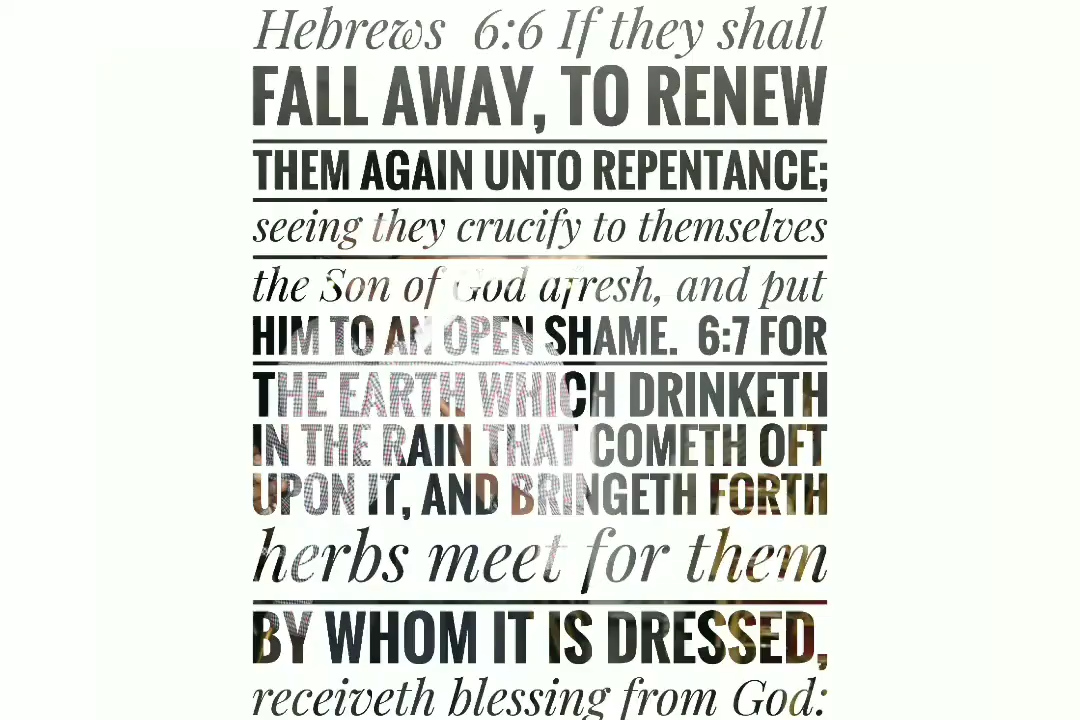 Hebrews 6:6 If they shall
FALL AWAY, TO RENEW
THEM AGAIN UNTO REPENTANCE;
seeing they crucify to themselves
the Son of God afresh, and put
HIM TO AN OPEN SHAME. 6:7 FOR
THE EARTH WHICH DRINKETH
IN THE RAIN THAT COMETH OFT
UPON IT, AND BRINGETH FORTH
herbs meet for them
BY WHOM IT IS DRESSED,
receiveth blessing from God: